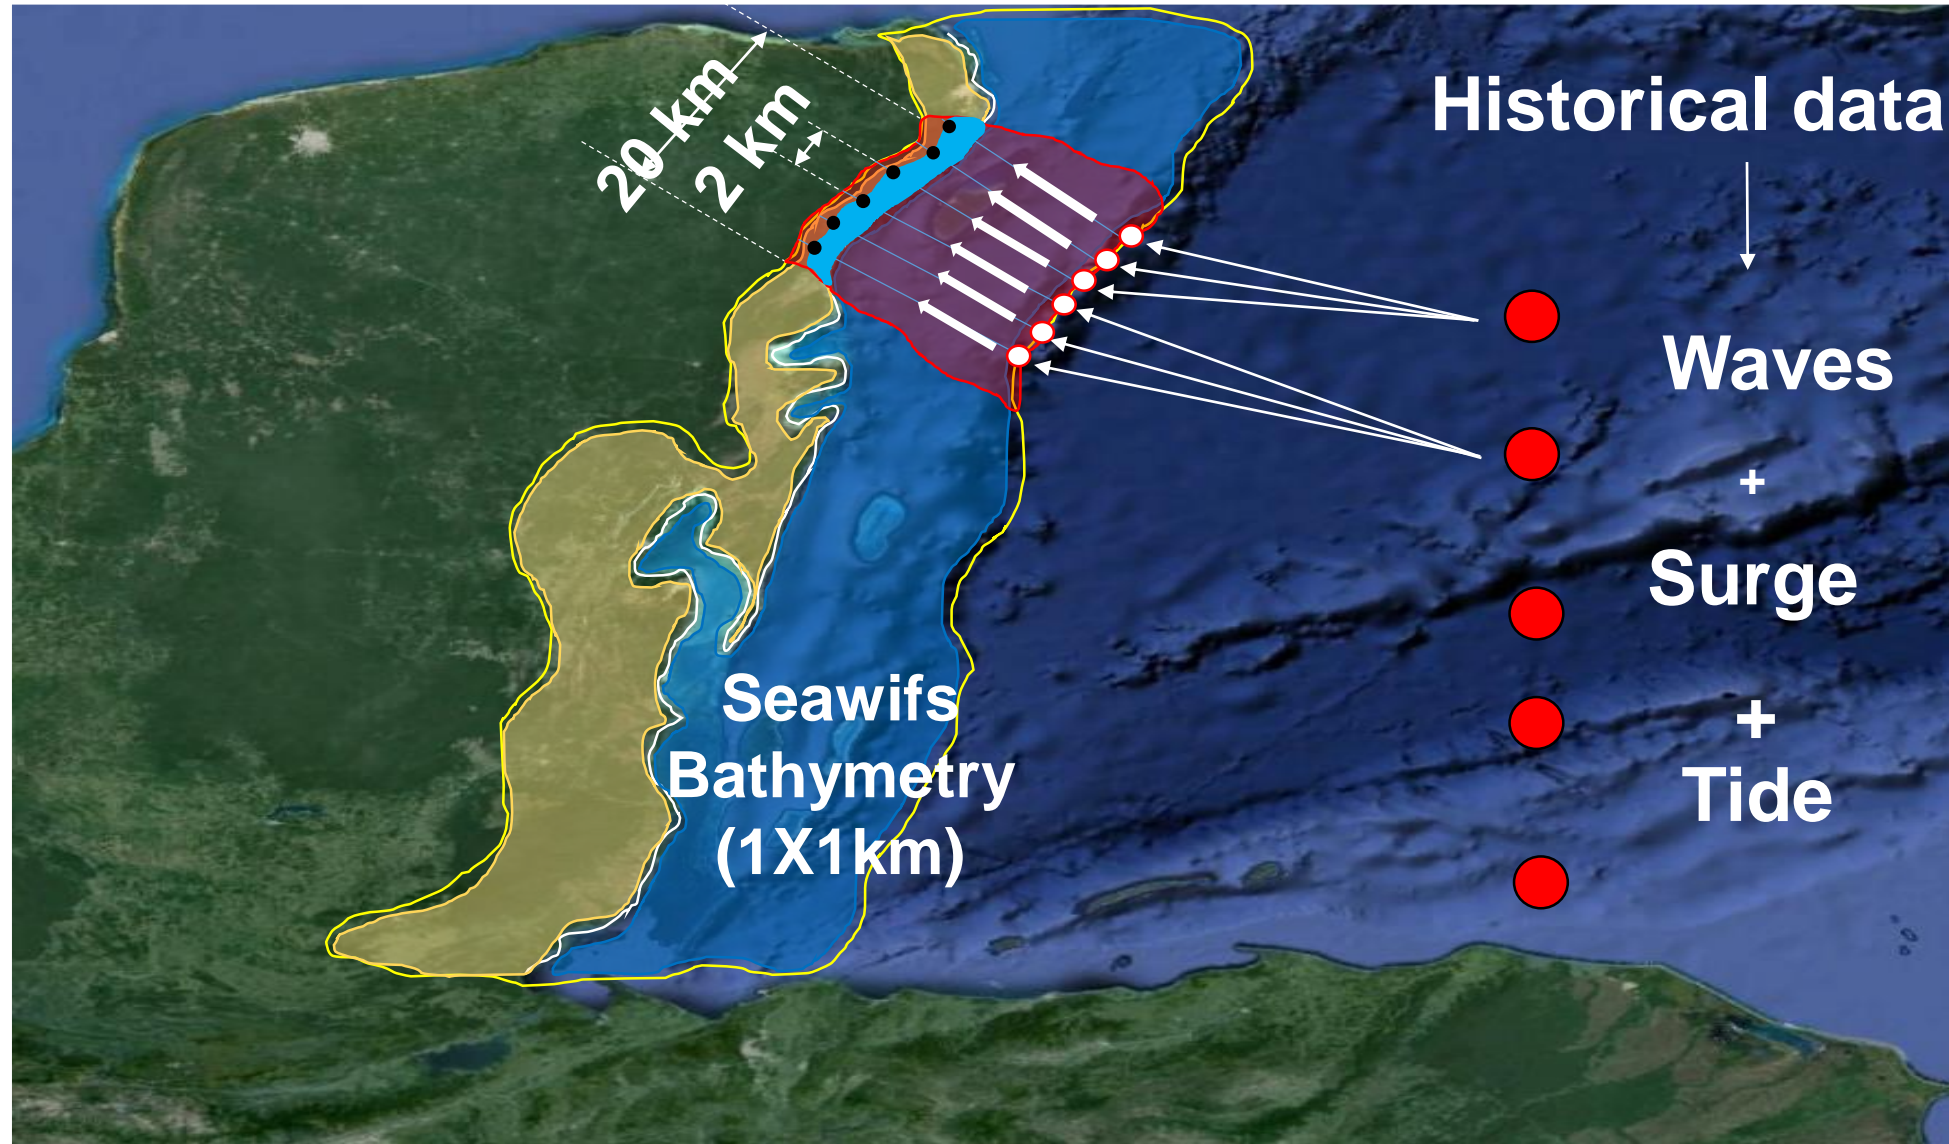 20 km
2 km
Historical data
Waves
+
Surge
+
Tide
Seawifs
Bathymetry
(1X1km)